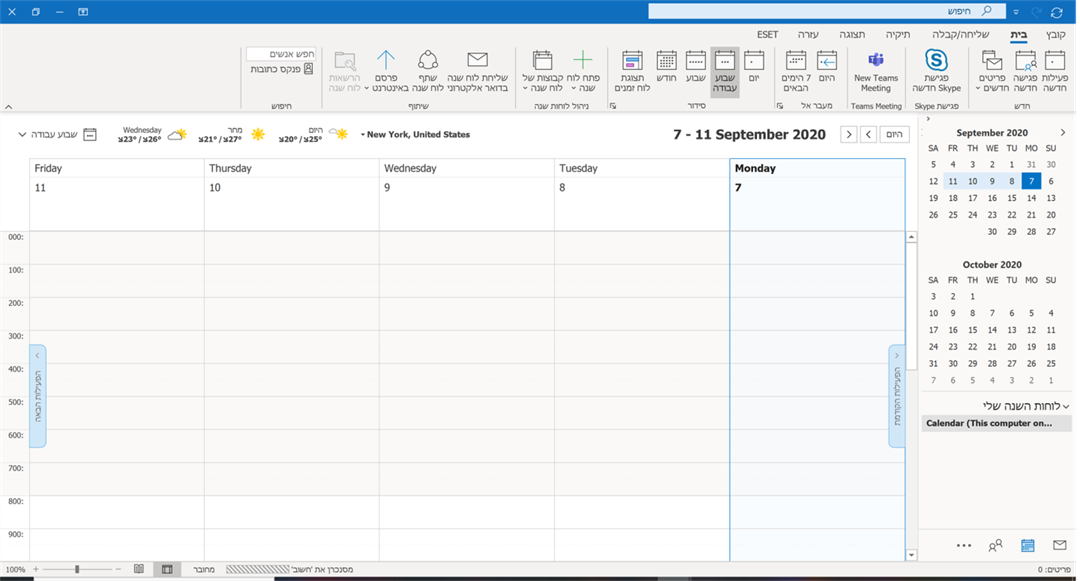 חיפוש
קובץ
בית
שליחה/קבלה
תיקיה
תצוגה
עזרה
ESET
פעילות חדשה
פגישה חדשה
פריטים חדשים
חדש
פגישת Skype חדשה
פגישת Skype
New Teams Meeting
Teams Meeting
היום
7 הימים הבאים
מעבר אל
יום
שבוע עבודה
שבוע
חודש
תצוגת לוח זמנים
סידור
פתח לוח שנה
קבוצות של לוח שנה
ניהול לוחות שנה
שליחת לוח שנה בדואר אלקטרוני
שתף לוח שנה
פרסם באינטרנט
הרשאות לוח שנה
שיתוף
חפש אנשים
פנקס כתובות
חיפוש
היום
7 - 11 September 2020
New York, United States
היום
25°צ / 20°צ
מחר
27°צ / 21°צ
Wednesday
26°צ / 23°צ
שבוע עבודה
Monday
Tuesday
Wednesday
Thursday
Friday
7
8
9
10
11
000:
100:
200:
300:
400:
500:
600:
700:
800:
900:
הפעילות הקודמת
הפעילות הבאה
September 2020
SA FR TH WE TU MO SU
5 4 3 2 1 31 30
12 11 10 9 8 7 6
19 18 17 16 15 14 13
26 25 24 23 22 21 20
30 29 28 27
October 2020
SA FR TH WE TU MO SU
3 2 1
10 9 8 7 6 5 4
17 16 15 14 13 12 11
24 23 22 21 20 19 18
31 30 29 28 27 26 25
7 6 5 4 3 2 1
לוחות השנה שלי
Calendar (This computer on...
פריטים: 0
מסנכרן את 'חשוב'
מחובר
100%